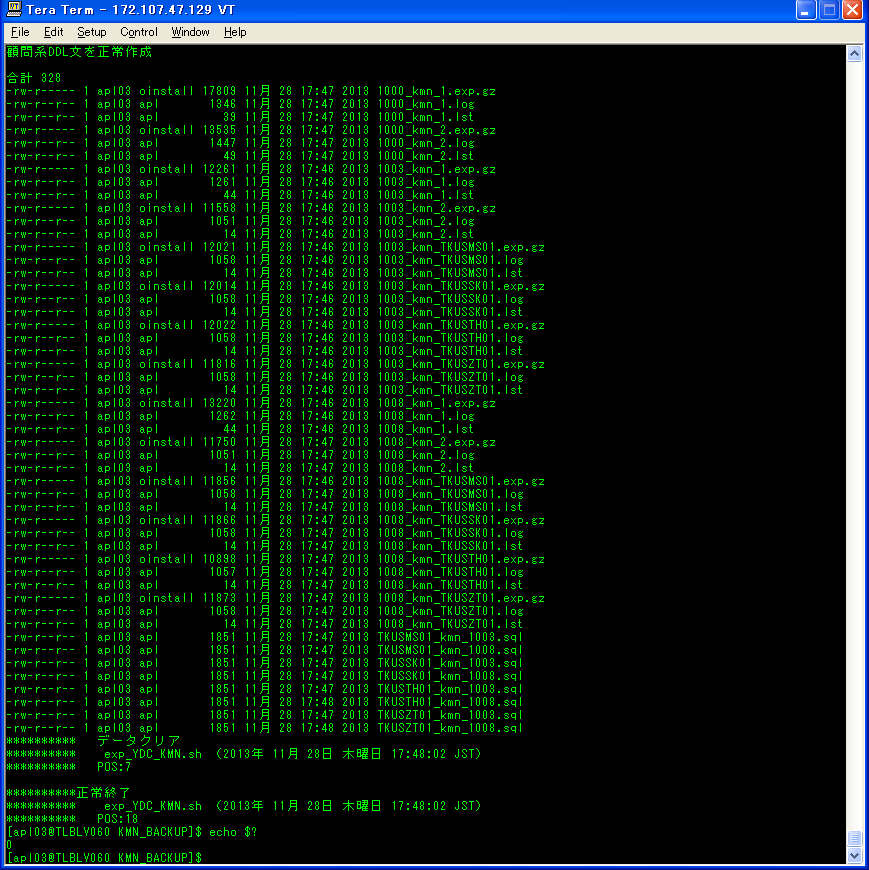 Tera Term - 172.107.47.129 VT
File Edit Setup Control Window Help
顧問系DDL文を正常作成
合計 328
-rw-r----- 1 apl03 oinstall 17809 11月 28 17:47 2013 1000_kmn_1.exp.gz
-rw-r--r-- 1 apl03 apl 1346 11月 28 17:47 2013 1000_kmn_1.log
-rw-r--r-- 1 apl03 apl 39 11月 28 17:46 2013 1000_kmn_1.lst
-rw-r----- 1 apl03 oinstall 13535 11月 28 17:47 2013 1000_kmn_2.exp.gz
-rw-r--r-- 1 apl03 apl 1447 11月 28 17:47 2013 1000_kmn_2.log
-rw-r--r-- 1 apl03 apl 49 11月 28 17:46 2013 1000_kmn_2.lst
-rw-r----- 1 apl03 oinstall 12261 11月 28 17:46 2013 1003_kmn_1.exp.gz
-rw-r--r-- 1 apl03 apl 1261 11月 28 17:46 2013 1003_kmn_1.log
-rw-r--r-- 1 apl03 apl 44 11月 28 17:46 2013 1003_kmn_1.lst
-rw-r----- 1 apl03 oinstall 11558 11月 28 17:46 2013 1003_kmn_2.exp.gz
-rw-r--r-- 1 apl03 apl 1051 11月 28 17:46 2013 1003_kmn_2.log
-rw-r--r-- 1 apl03 apl 14 11月 28 17:46 2013 1003_kmn_2.lst
-rw-r----- 1 apl03 oinstall 12021 11月 28 17:46 2013 1003_kmn_TKUSMS01.exp.gz
-rw-r--r-- 1 apl03 apl 1058 11月 28 17:46 2013 1003_kmn_TKUSMS01.log
-rw-r--r-- 1 apl03 apl 14 11月 28 17:46 2013 1003_kmn_TKUSMS01.lst
-rw-r----- 1 apl03 oinstall 12014 11月 28 17:46 2013 1003_kmn_TKUSSK01.exp.gz
-rw-r--r-- 1 apl03 apl 1058 11月 28 17:46 2013 1003_kmn_TKUSSK01.log
-rw-r--r-- 1 apl03 apl 14 11月 28 17:46 2013 1003_kmn_TKUSSK01.lst
-rw-r----- 1 apl03 oinstall 12022 11月 28 17:46 2013 1003_kmn_TKUSTH01.exp.gz
-rw-r--r-- 1 apl03 apl 1058 11月 28 17:46 2013 1003_kmn_TKUSTH01.log
-rw-r--r-- 1 apl03 apl 14 11月 28 17:46 2013 1003_kmn_TKUSTH01.lst
-rw-r----- 1 apl03 oinstall 11816 11月 28 17:46 2013 1003_kmn_TKUSZT01.exp.gz
-rw-r--r-- 1 apl03 apl 1058 11月 28 17:46 2013 1003_kmn_TKUSZT01.log
-rw-r--r-- 1 apl03 apl 14 11月 28 17:46 2013 1003_kmn_TKUSZT01.lst
-rw-r----- 1 apl03 oinstall 13220 11月 28 17:46 2013 1008_kmn_1.exp.gz
-rw-r--r-- 1 apl03 apl 1262 11月 28 17:46 2013 1008_kmn_1.log
-rw-r--r-- 1 apl03 apl 44 11月 28 17:46 2013 1008_kmn_1.lst
-rw-r----- 1 apl03 oinstall 11750 11月 28 17:46 2013 1008_kmn_2.exp.gz
-rw-r--r-- 1 apl03 apl 1051 11月 28 17:46 2013 1008_kmn_2.log
-rw-r--r-- 1 apl03 apl 14 11月 28 17:46 2013 1008_kmn_2.lst
-rw-r----- 1 apl03 oinstall 11856 11月 28 17:46 2013 1008_kmn_TKUSMS01.exp.gz
-rw-r--r-- 1 apl03 apl 1058 11月 28 17:47 2013 1008_kmn_TKUSMS01.log
-rw-r--r-- 1 apl03 apl 14 11月 28 17:46 2013 1008_kmn_TKUSMS01.lst
-rw-r----- 1 apl03 oinstall 11866 11月 28 17:47 2013 1008_kmn_TKUSSK01.exp.gz
-rw-r--r-- 1 apl03 apl 1058 11月 28 17:47 2013 1008_kmn_TKUSSK01.log
-rw-r--r-- 1 apl03 apl 14 11月 28 17:47 2013 1008_kmn_TKUSSK01.lst
-rw-r----- 1 apl03 oinstall 10898 11月 28 17:47 2013 1008_kmn_TKUSTH01.exp.gz
-rw-r--r-- 1 apl03 apl 1057 11月 28 17:47 2013 1008_kmn_TKUSTH01.log
-rw-r--r-- 1 apl03 apl 14 11月 28 17:47 2013 1008_kmn_TKUSTH01.lst
-rw-r----- 1 apl03 oinstall 11873 11月 28 17:47 2013 1008_kmn_TKUSZT01.exp.gz
-rw-r--r-- 1 apl03 apl 1058 11月 28 17:47 2013 1008_kmn_TKUSZT01.log
-rw-r--r-- 1 apl03 apl 14 11月 28 17:47 2013 1008_kmn_TKUSZT01.lst
-rw-r--r-- 1 apl03 apl 1851 11月 28 17:47 2013 TKUSMS01_kmn_1003.sql
-rw-r--r-- 1 apl03 apl 1851 11月 28 17:47 2013 TKUSMS01_kmn_1008.sql
-rw-r--r-- 1 apl03 apl 1851 11月 28 17:47 2013 TKUSSK01_kmn_1003.sql
-rw-r--r-- 1 apl03 apl 1851 11月 28 17:47 2013 TKUSSK01_kmn_1008.sql
-rw-r--r-- 1 apl03 apl 1851 11月 28 17:48 2013 TKUSTH01_kmn_1003.sql
-rw-r--r-- 1 apl03 apl 1851 11月 28 17:48 2013 TKUSTH01_kmn_1008.sql
-rw-r--r-- 1 apl03 apl 1851 11月 28 17:47 2013 TKUSZT01_kmn_1003.sql
-rw-r--r-- 1 apl03 apl 1851 11月 28 17:47 2013 TKUSZT01_kmn_1008.sql
********** データクリア
********** exp_YDC_KMN.sh (2013年 11月 28日 木曜日 17:48:02 JST)
********** POS:7
**********正常終了
********** exp_YDC_KMN.sh (2013年 11月 28日 木曜日 17:48:02 JST)
********** POS:18
[apl03@TLBLY060 KMN_BACKUP]$ echo $?
0
[apl03@TLBLY060 KMN_BACKUP]$